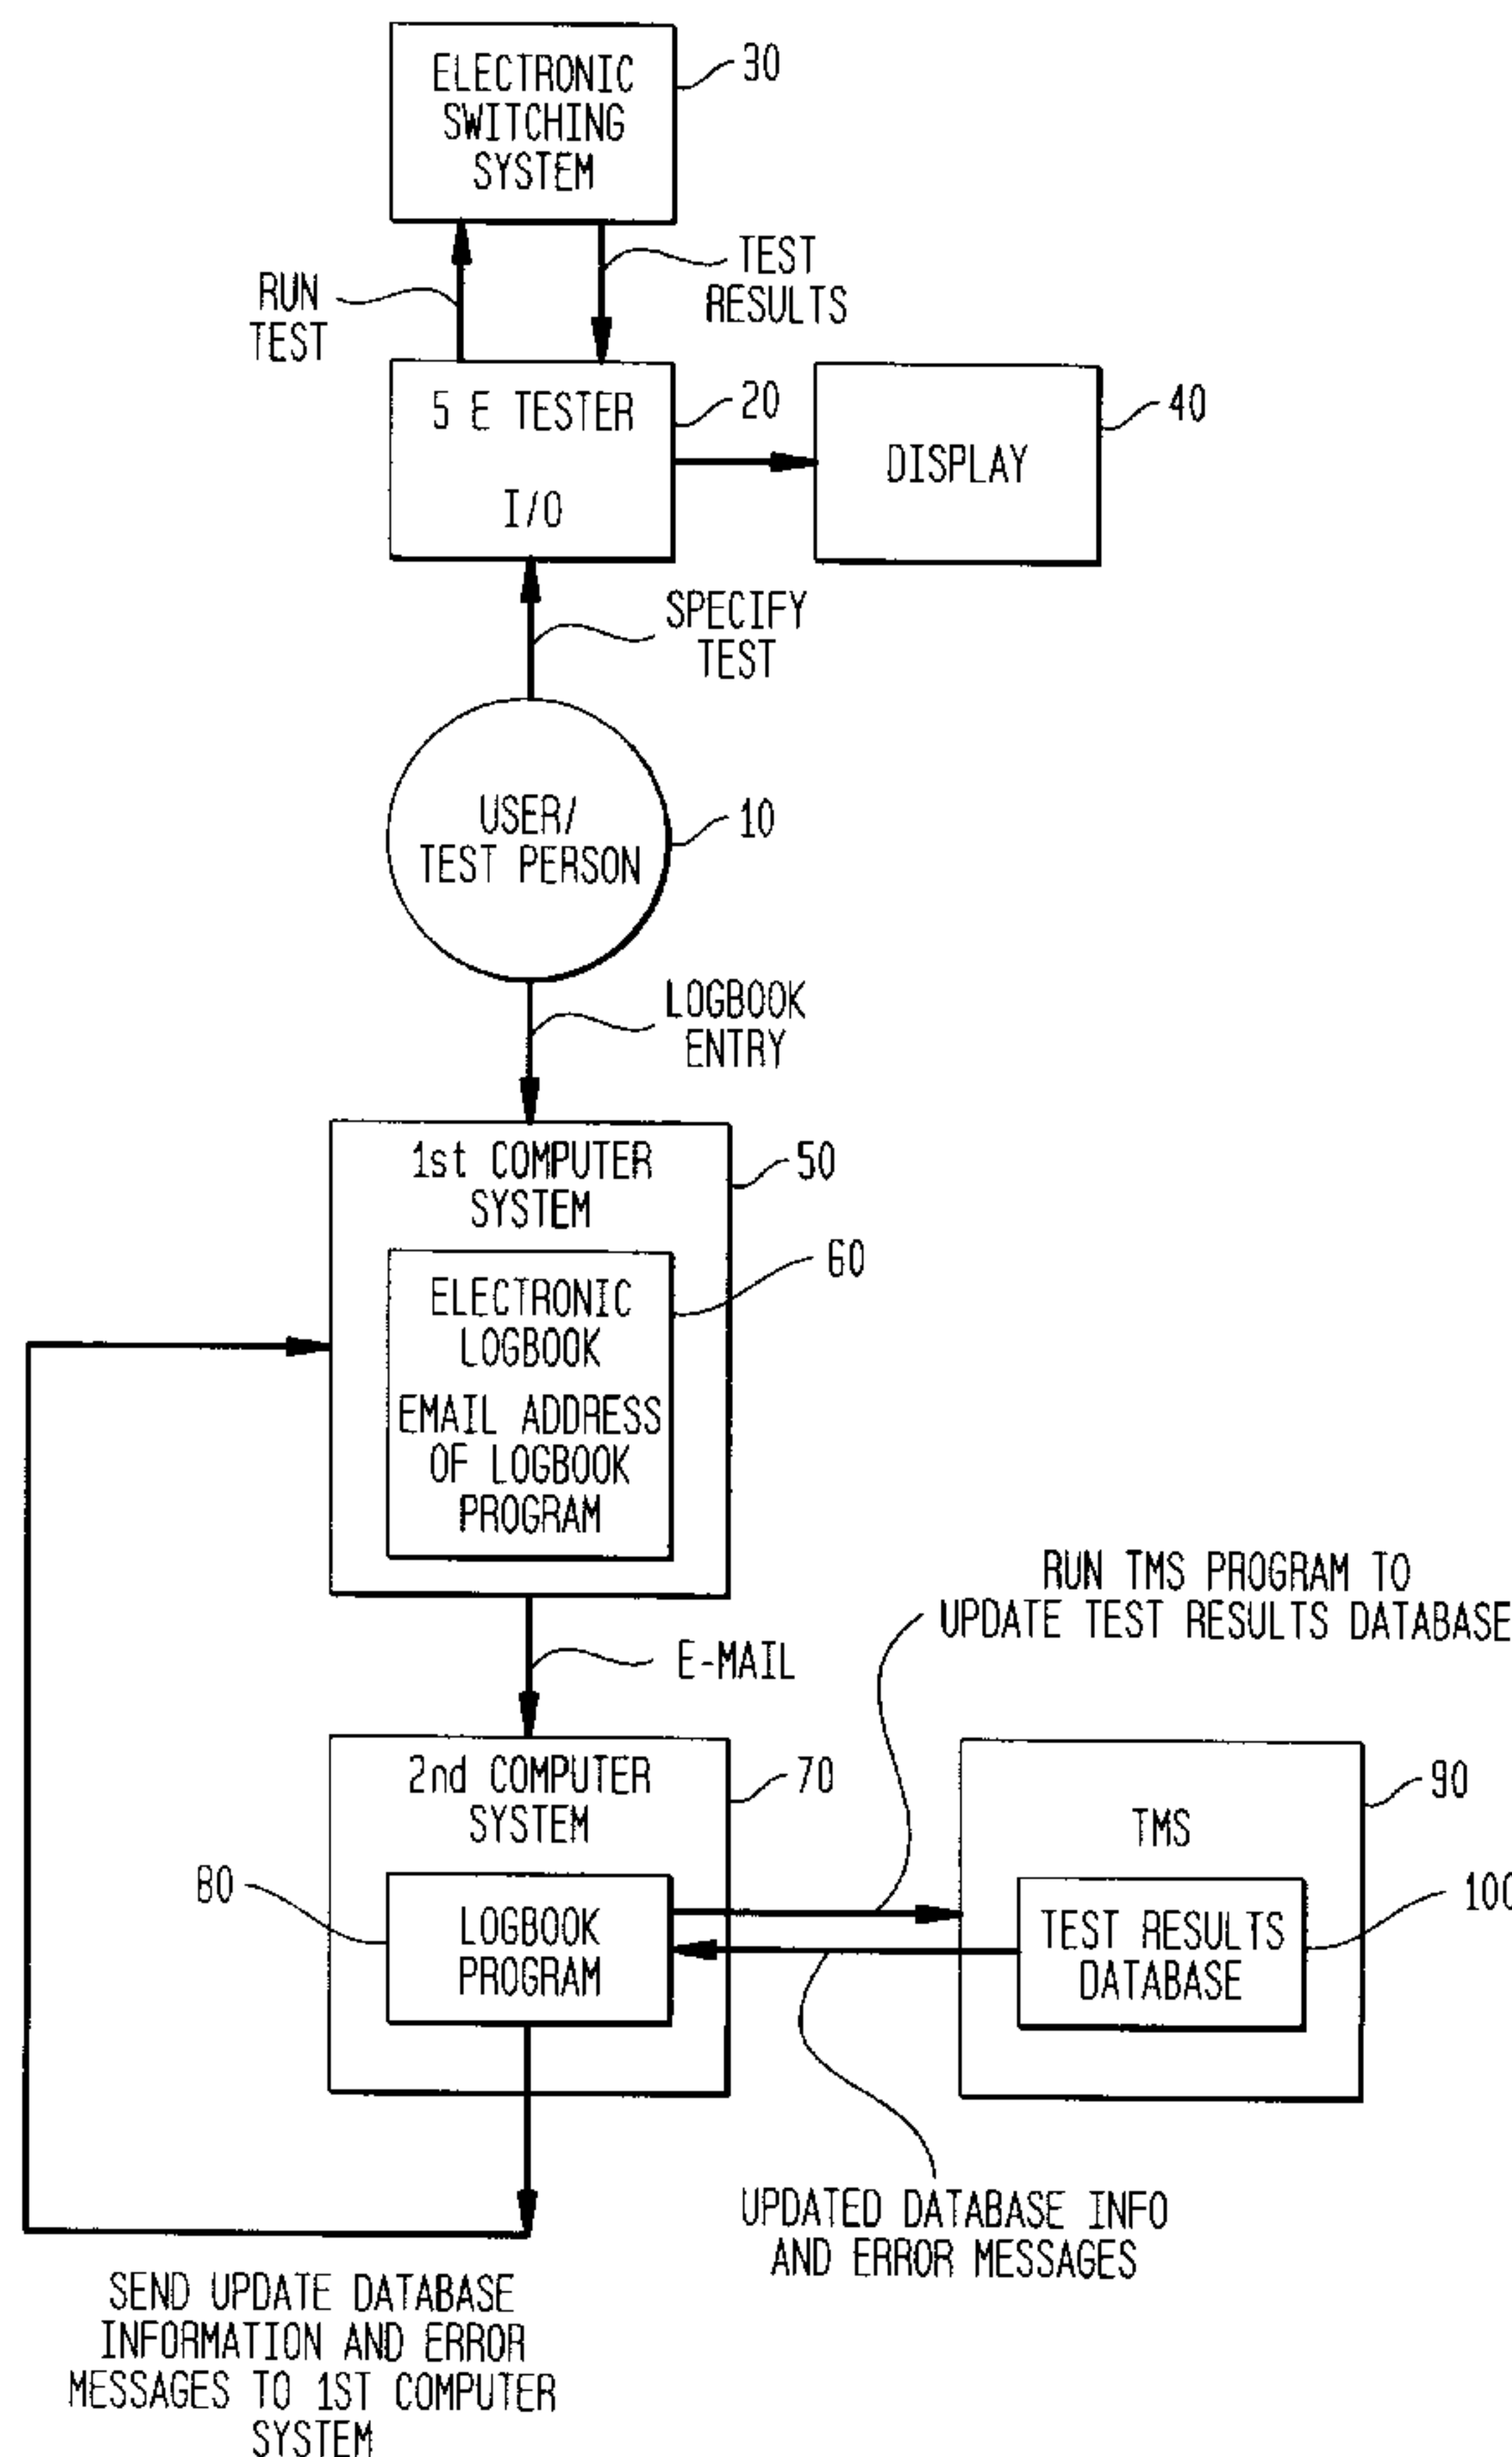 ELECTRONIC
SWITCHING
SYSTEM
30
RUN
TEST
TEST
RESULTS
5 E TESTER
I/O
20
DISPLAY
40
SPECIFY
TEST
USER/
TEST PERSON
10
LOGBOOK
ENTRY
1st COMPUTER
SYSTEM
50
ELECTRONIC
LOGBOOK
EMAIL ADDRESS
OF LOGBOOK
PROGRAM
60
E-MAIL
RUN TMS PROGRAM TO
UPDATE TEST RESULTS DATABASE
2nd COMPUTER
SYSTEM
70
80
LOGBOOK
PROGRAM
TMS
90
TEST RESULTS
DATABASE
100
UPDATED DATABASE INFO
AND ERROR MESSAGES
SEND UPDATE DATABASE
INFORMATION AND ERROR
MESSAGES TO 1ST COMPUTER
SYSTEM